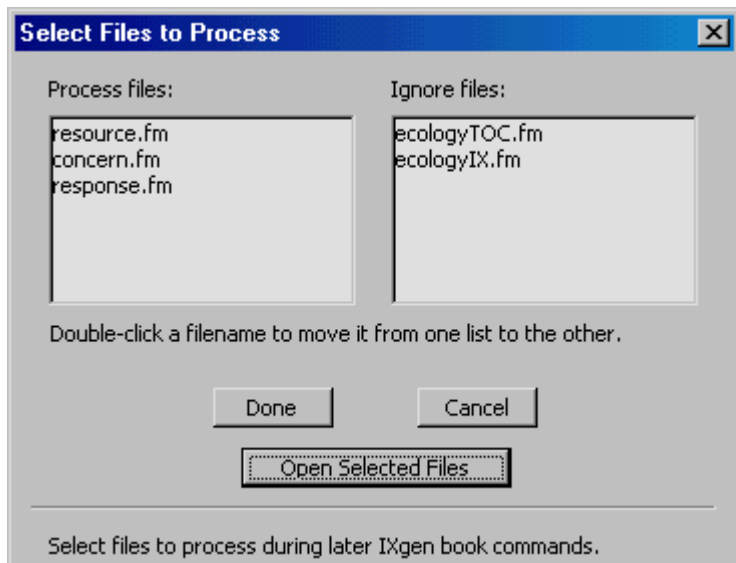 Select Files to Process
Process files:
Ignore files:
resource.fm
concern.fm
response.fm
ecologyTOC.fm
ecologyIX.fm
Double-click a filename to move it from one list to the other.
Done
Cancel
Open Selected Files
Select files to process during later IXgen book commands.